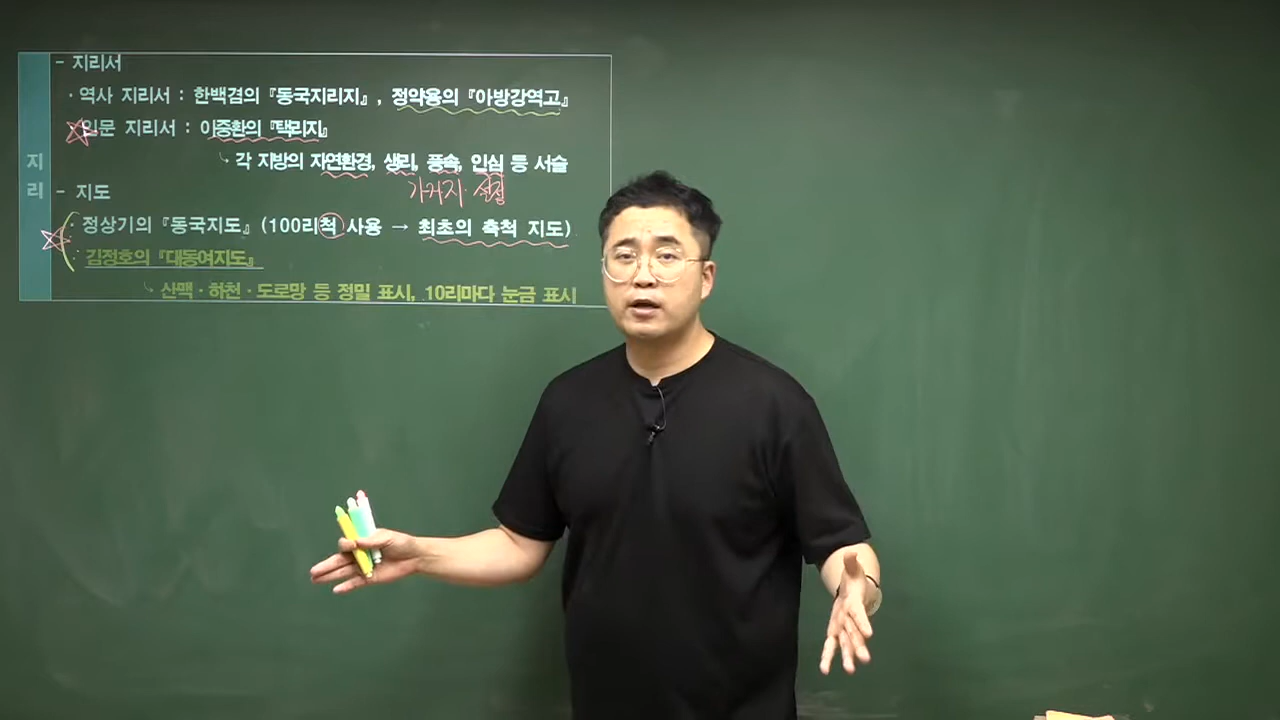 지리
- 지리서
· 역사 지리서 : 한백겸의 『동국지리지』, 정약용의 『아방강역고』
인문 지리서 : 이중환의 『택리지』
↳ 각 지방의 자연환경, 생리, 풍속, 인심 등 서술
가거지·선정
- 지도
· 정상기의 『동국지도』 (100리척 사용 → 최초의 축척 지도)
· 김정호의 『대동여지도』
↳ 산맥·하천·도로망 등 정밀 표시, 10리마다 눈금 표시